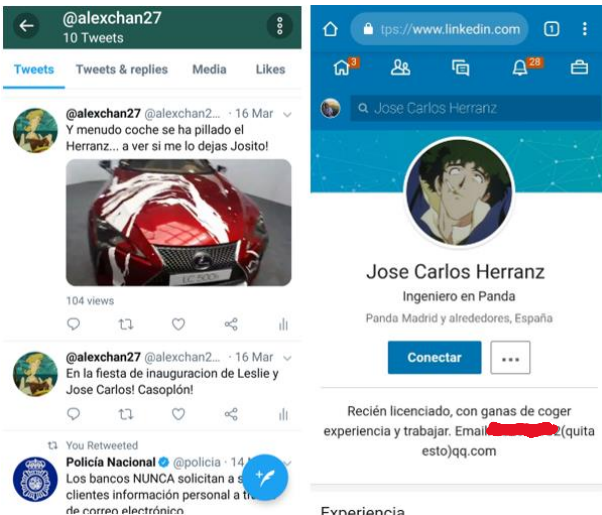 @alexchan27
10 Tweets
Tweets Tweets & replies Media Likes
@alexchan27 @alexchan2... · 16 Mar
Y menudo coche se ha pillado el
Herranz... a ver si me lo dejas Josito!
LC 500h
104 views
@alexchan27 @alexchan2... · 16 Mar
En la fiesta de inauguracion de Leslie y
Jose Carlos! Casoplón!
You Retweeted
Policía Nacional @policia · 14
Los bancos NUNCA solicitan a s
clientes información personal a tr
de correo electrónico
tps://www.linkedin.com 1
3 28
Jose Carlos Herranz
Jose Carlos Herranz
Ingeniero en Panda
Panda Madrid y alrededores, España
Conectar ...
Recién licenciado, con ganas de coger
experiencia y trabajar. Email 2(quita
esto)qq.com
Experiencia